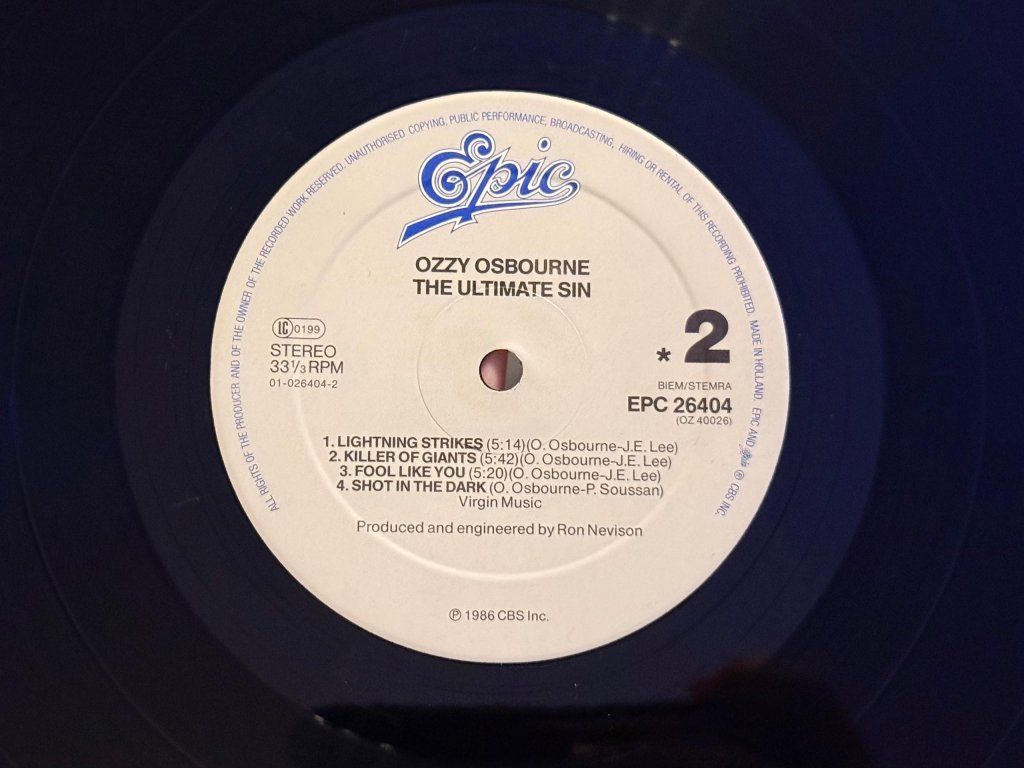 ALL RIGHTS OF THE PRODUCER AND OF THE OWNER OF THE RECORDED WORK RESERVED. UNAUTHORISED COPYING, PUBLIC PERFORMANCE, BROADCASTING, HIRING OR RENTAL OF THIS RECORDING PROHIBITED. MADE IN HOLLAND. EPIC AND Epic ℗ CBS INC.
Epic
OZZY OSBOURNE
THE ULTIMATE SIN
LC 0199
STEREO
33⅓ RPM
01-026404-2
* 2
BIEM/STEMRA
EPC 26404
(OZ 40026)
1. LIGHTNING STRIKES (5:14)(O. Osbourne-J.E. Lee)
2. KILLER OF GIANTS (5:42)(O. Osbourne-J.E. Lee)
3. FOOL LIKE YOU (5:20)(O. Osbourne-J.E. Lee)
4. SHOT IN THE DARK (O. Osbourne-P. Soussan)
Virgin Music
Produced and engineered by Ron Nevison
℗ 1986 CBS Inc.